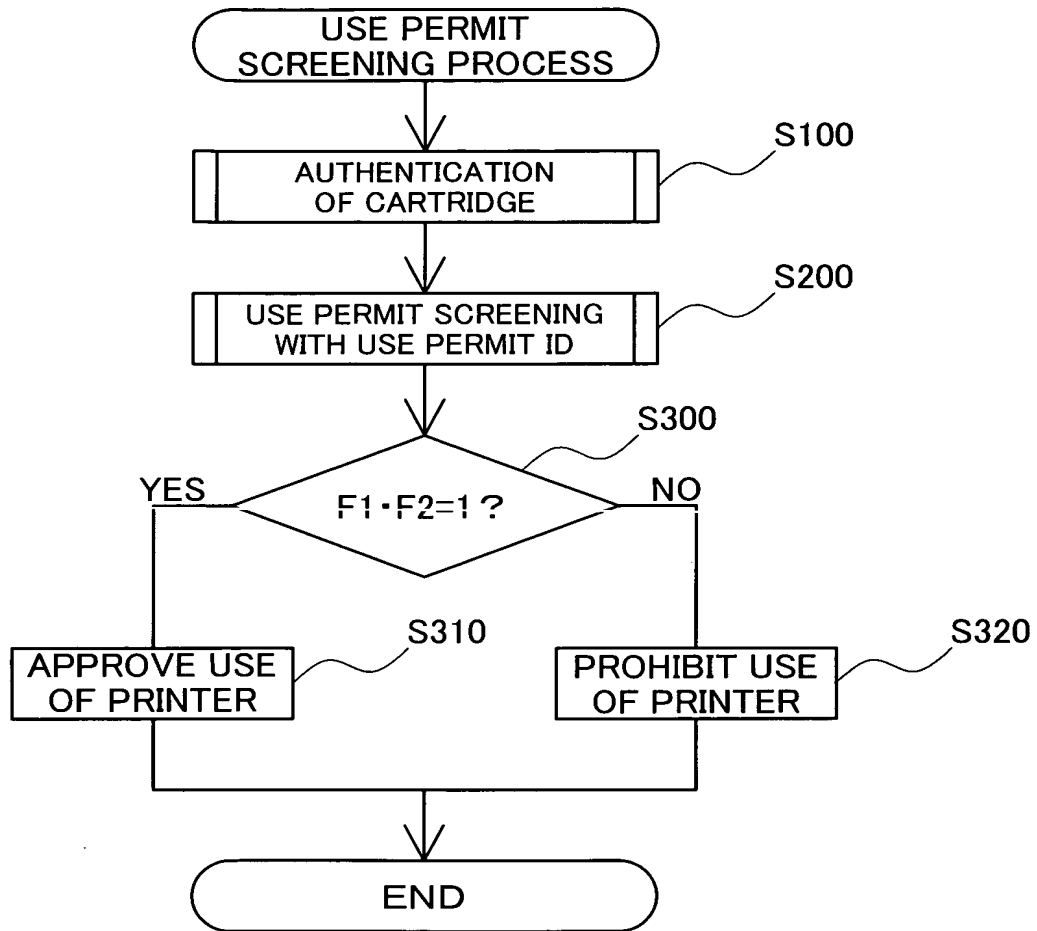 USE PERMIT
SCREENING PROCESS
S100
AUTHENTICATION
OF CARTRIDGE
S200
USE PERMIT SCREENING
WITH USE PERMIT ID
S300
YES
F1・F2=1?
NO
S310
APPROVE USE
OF PRINTER
S320
PROHIBIT USE
OF PRINTER
END